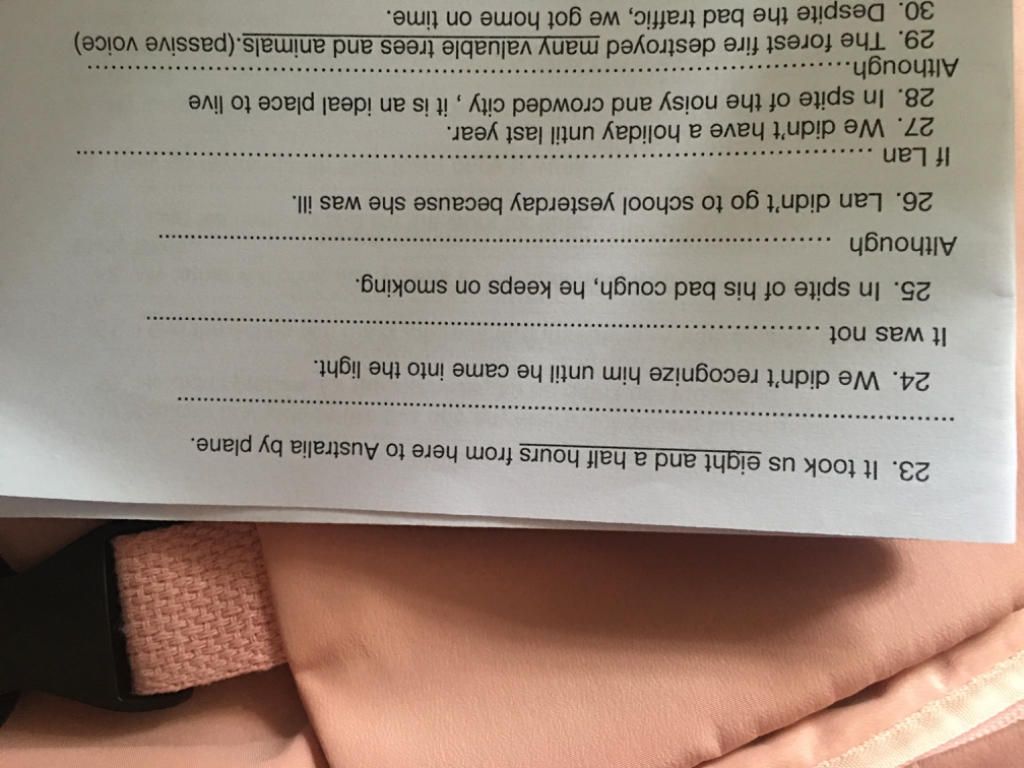 23. It took us eight and a half hours from here to Australia by plane.
................................................................................................
24. We didn't recognize him until he came into the light.
It was not ....................................................................................
25. In spite of his bad cough, he keeps on smoking.
Although ....................................................................................
26. Lan didn't go to school yesterday because she was ill.
If Lan ............................................................................................
27. We didn't have a holiday until last year.
28. In spite of the noisy and crowded city , it is an ideal place to live
Although...........................................................................................
29. The forest fire destroyed many valuable trees and animals.(passive voice)
30. Despite the bad traffic, we got home on time.